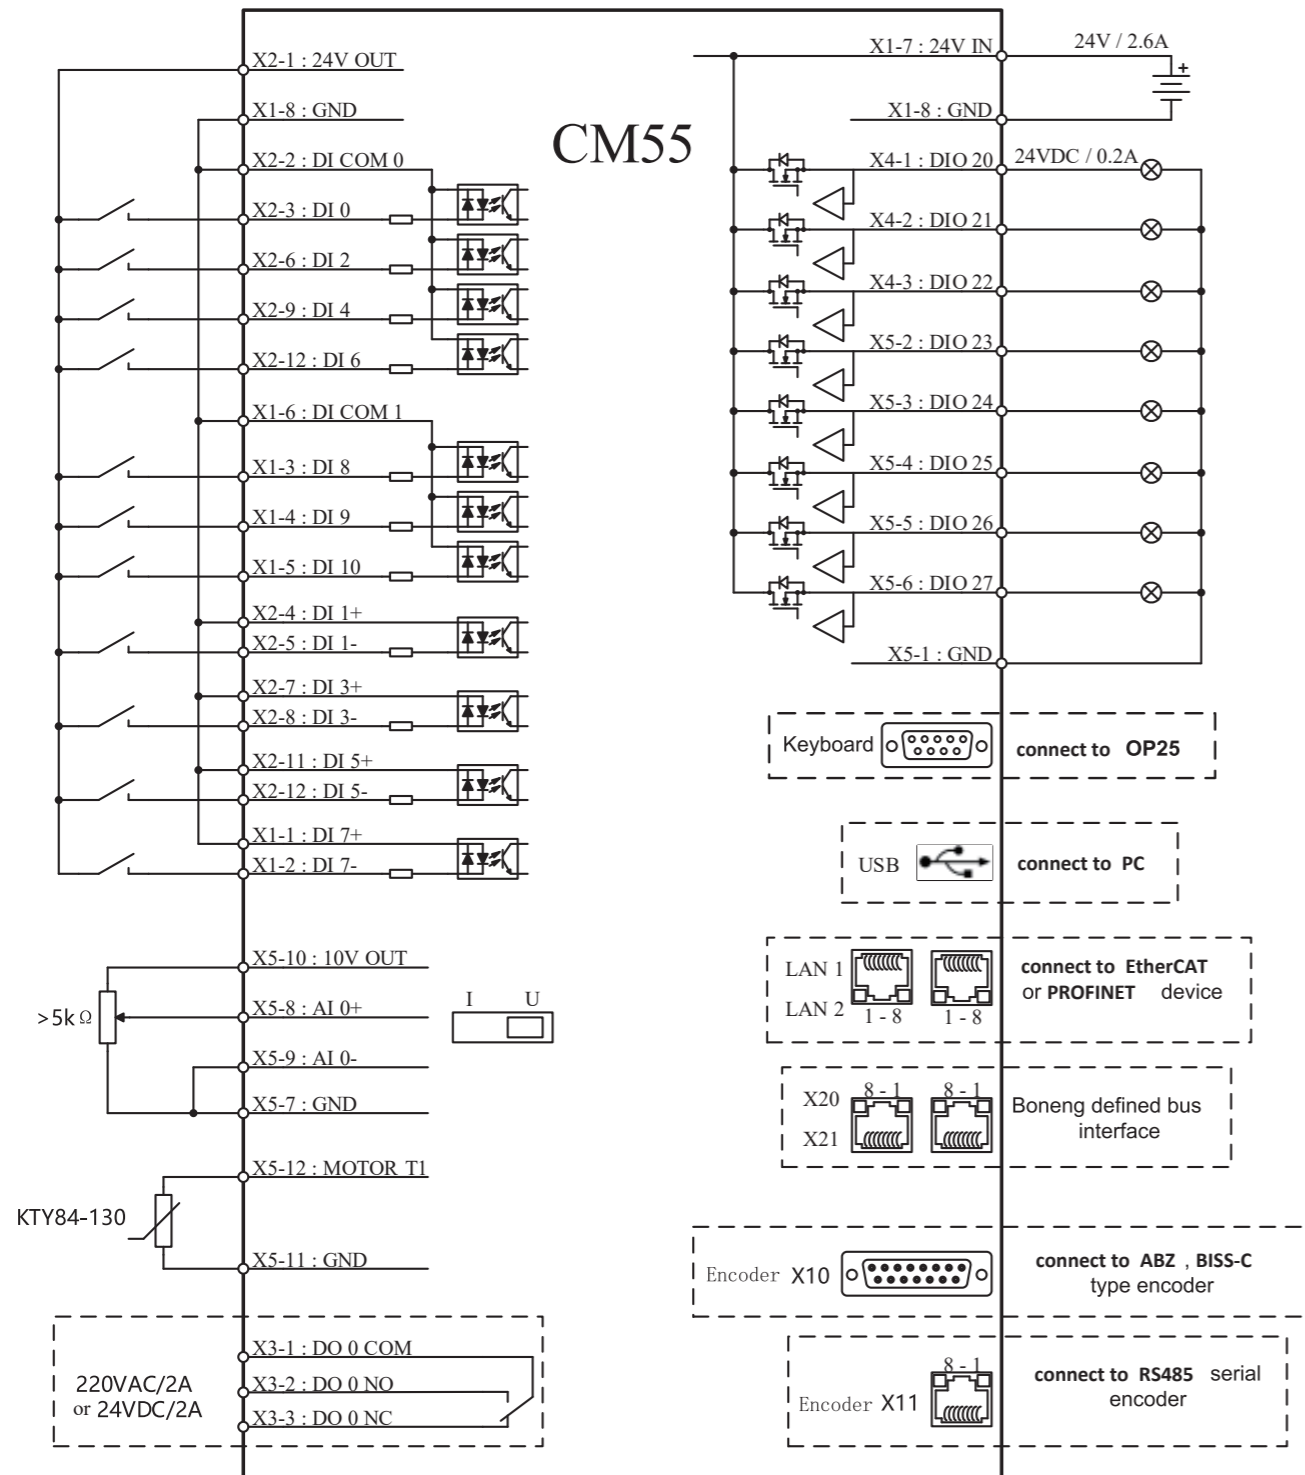 CM55
X2-1 : 24V OUT
X1-8 : GND
X2-2 : DI COM 0
X2-3 : DI 0
X2-6 : DI 2
X2-9 : DI 4
X2-12 : DI 6
X1-6 : DI COM 1
X1-3 : DI 8
X1-4 : DI 9
X1-5 : DI 10
X2-4 : DI 1+
X2-5 : DI 1-
X2-7 : DI 3+
X2-8 : DI 3-
X2-11 : DI 5+
X2-12 : DI 5-
X1-1 : DI 7+
X1-2 : DI 7-
X5-10 : 10V OUT
>5kΩ
X5-8 : AI 0+
I U
X5-9 : AI 0-
X5-7 : GND
X5-12 : MOTOR T1
KTY84-130
X5-11 : GND
X3-1 : DO 0 COM
220VAC/2A
or 24VDC/2A
X3-2 : DO 0 NO
X3-3 : DO 0 NC
X1-7 : 24V IN
24V / 2.6A
+
X1-8 : GND
X4-1 : DIO 20
24VDC / 0.2A
X4-2 : DIO 21
X4-3 : DIO 22
X5-2 : DIO 23
X5-3 : DIO 24
X5-4 : DIO 25
X5-5 : DIO 26
X5-6 : DIO 27
X5-1 : GND
Keyboard
connect to OP25
USB
connect to PC
LAN 1
LAN 2
1 - 8
1 - 8
connect to EtherCAT
or PROFINET device
X20
X21
8 - 1
8 - 1
Boneng defined bus
interface
Encoder X10
connect to ABZ , BISS-C
type encoder
Encoder X11
8 - 1
connect to RS485 serial
encoder